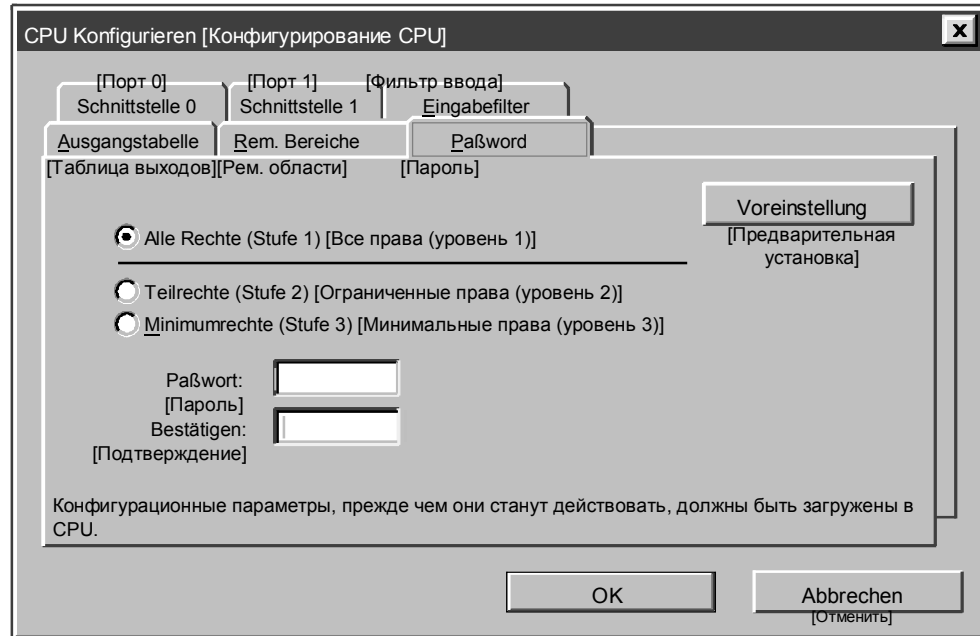 CPU Konfigurieren [Конфигурирование CPU]
[Порт 0] [Порт 1] [Фильтр ввода]
Schnittstelle 0 Schnittstelle 1 Eingabefilter
Ausgangstabelle Rem. Bereiche Paßword
[Таблица выходов][Рем. области] [Пароль]
Voreinstellung
[Предварительная
установка]
Alle Rechte (Stufe 1) [Все права (уровень 1)]
Teilrechte (Stufe 2) [Ограниченные права (уровень 2)]
Minimumrechte (Stufe 3) [Минимальные права (уровень 3)]
Paßwort:
[Пароль]
Bestätigen:
[Подтверждение]
Конфигурационные параметры, прежде чем они станут действовать, должны быть загружены в
CPU.
OK Abbrechen
[Отменить]